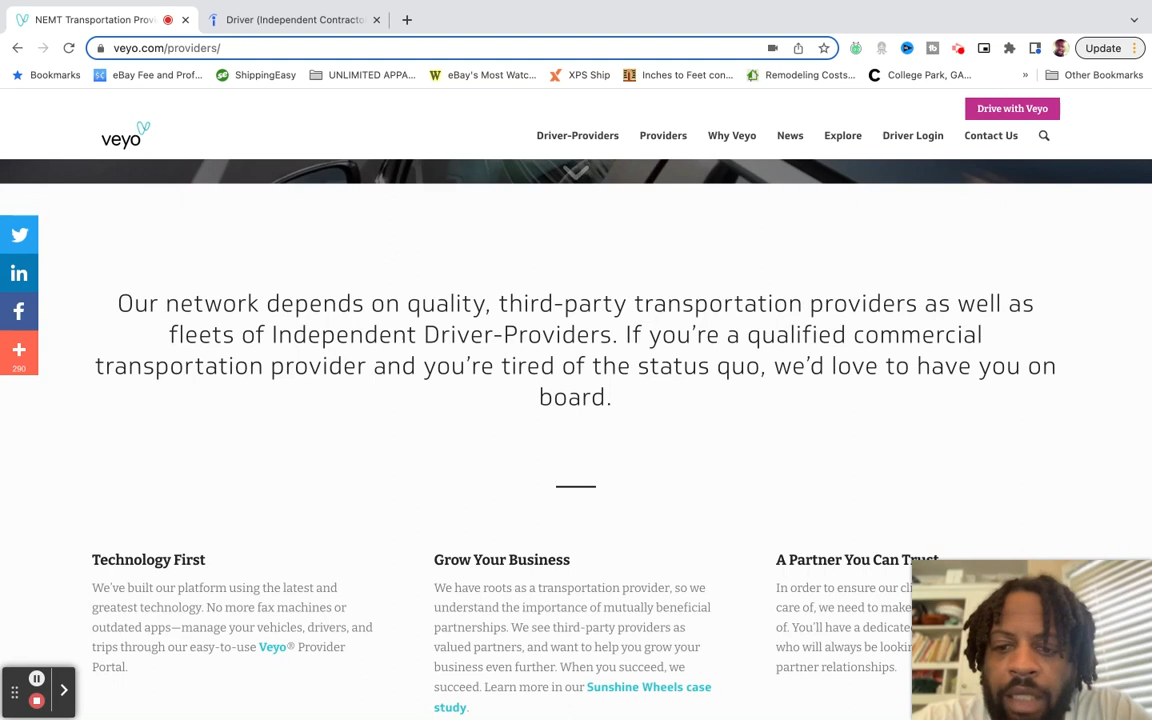 NEMT Transportation Prov
Driver (Independent Contracto
veyo.com/providers/
Update
Bookmarks
eBay Fee and Prof...
ShippingEasy
UNLIMITED APPA...
eBay's Most Watc...
XPS Ship
Inches to Feet con...
Remodeling Costs...
College Park, GA...
»
Other Bookmarks
Drive with Veyo
veyo
Driver-Providers
Providers
Why Veyo
News
Explore
Driver Login
Contact Us
Our network depends on quality, third-party transportation providers as well as
fleets of Independent Driver-Providers. If you're a qualified commercial
transportation provider and you're tired of the status quo, we'd love to have you on
board.
290
Technology First
We've built our platform using the latest and
greatest technology. No more fax machines or
outdated apps—manage your vehicles, drivers, and
trips through our easy-to-use Veyo® Provider
Portal.
Grow Your Business
We have roots as a transportation provider, so we
understand the importance of mutually beneficial
partnerships. We see third-party providers as
valued partners, and want to help you grow your
business even further. When you succeed, we
succeed. Learn more in our Sunshine Wheels case
study.
A Partner You Can Trust
In order to ensure our cli
care of, we need to make
of. You'll have a dedicate
who will always be lookin
partner relationships.